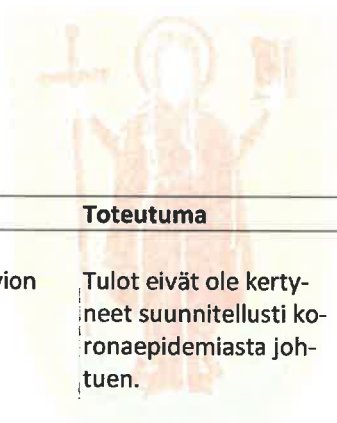 Toteutuma
vion Tulot eivät ole kerty-
neet suunnitellusti ko-
ronaepidemiasta joh-
tuen.